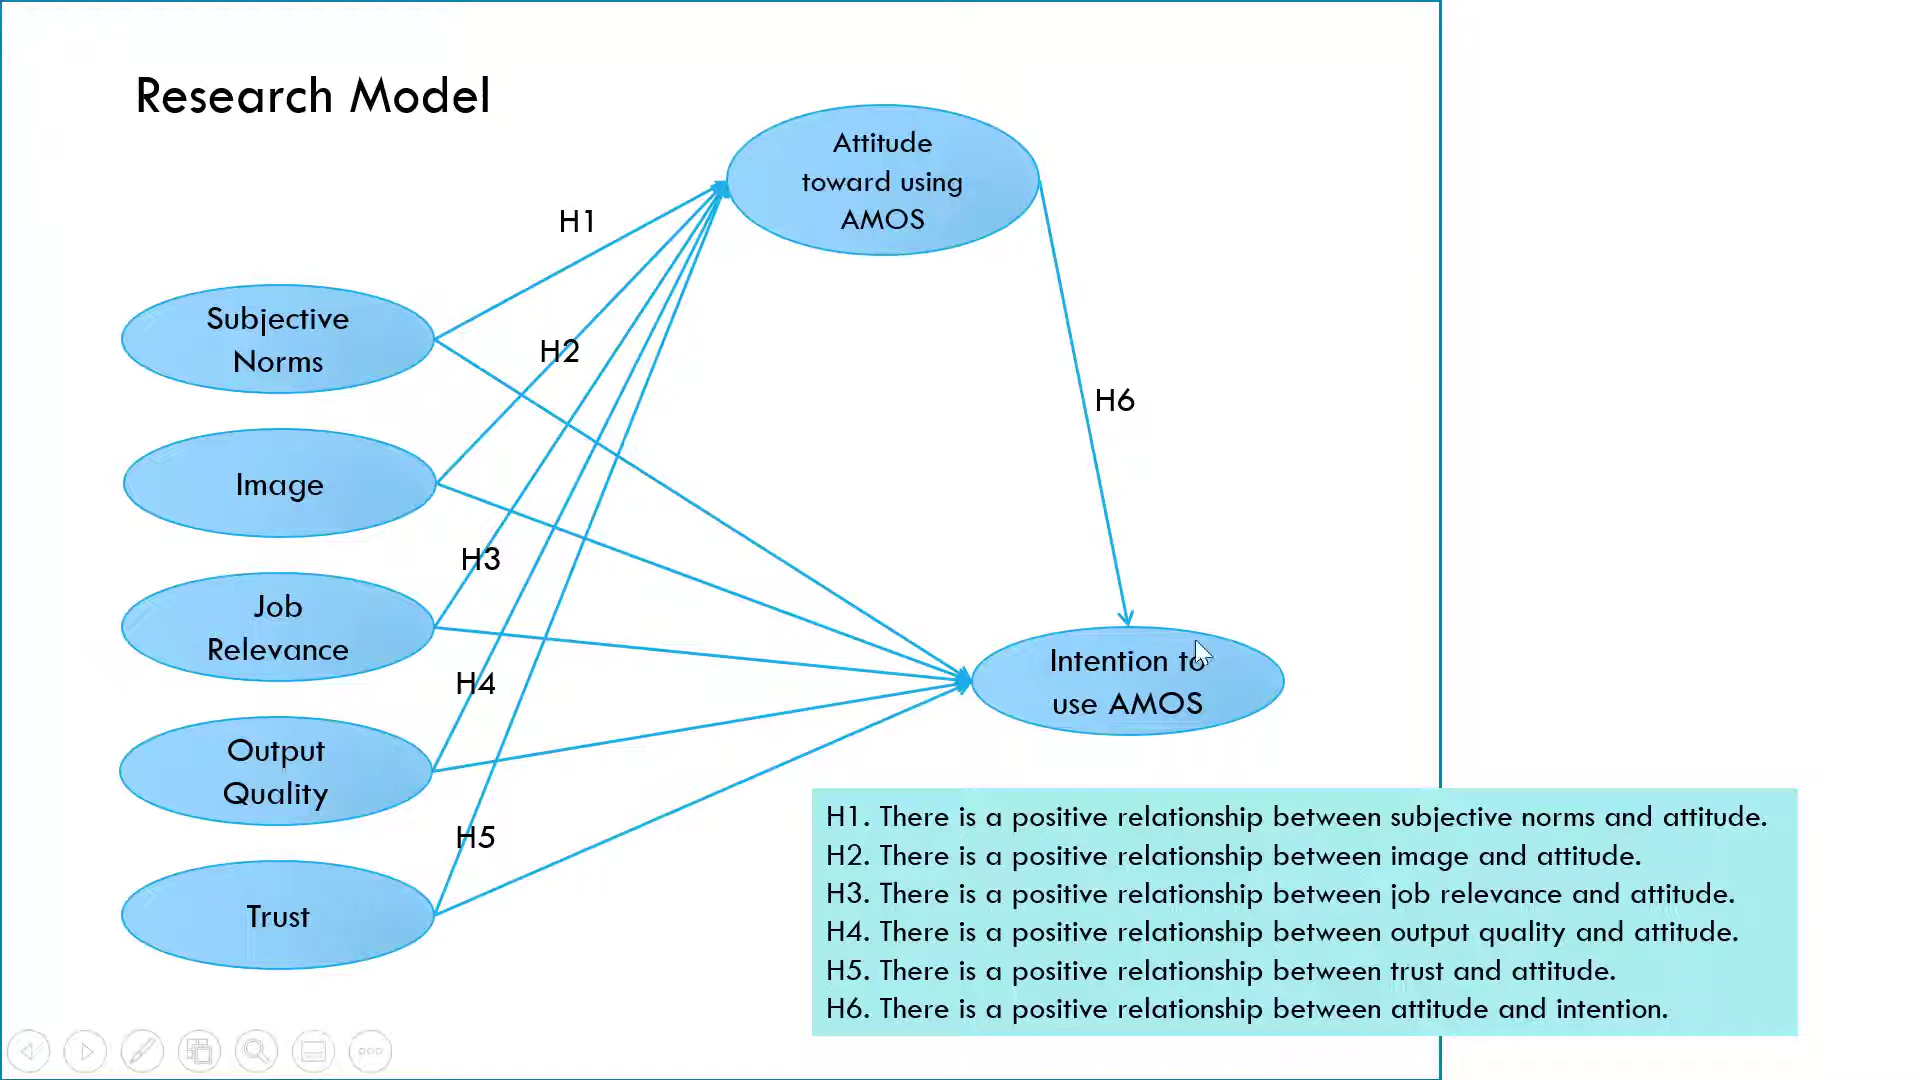 Research Model
Attitude
toward using
AMOS
H1
Subjective
Norms
H2
H6
Image
H3
Job
Relevance
H4
Intention to
use AMOS
Output
Quality
H5
Trust
H1. There is a positive relationship between subjective norms and attitude.
H2. There is a positive relationship between image and attitude.
H3. There is a positive relationship between job relevance and attitude.
H4. There is a positive relationship between output quality and attitude.
H5. There is a positive relationship between trust and attitude.
H6. There is a positive relationship between attitude and intention.